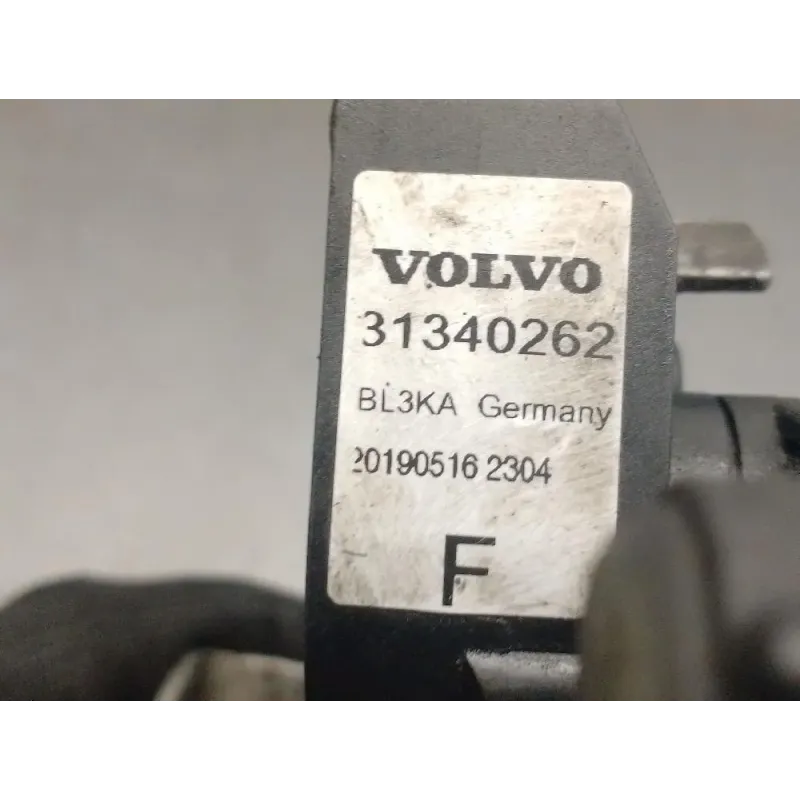 VOLVO
31340262
BL3KA Germany
20190516 2304
F